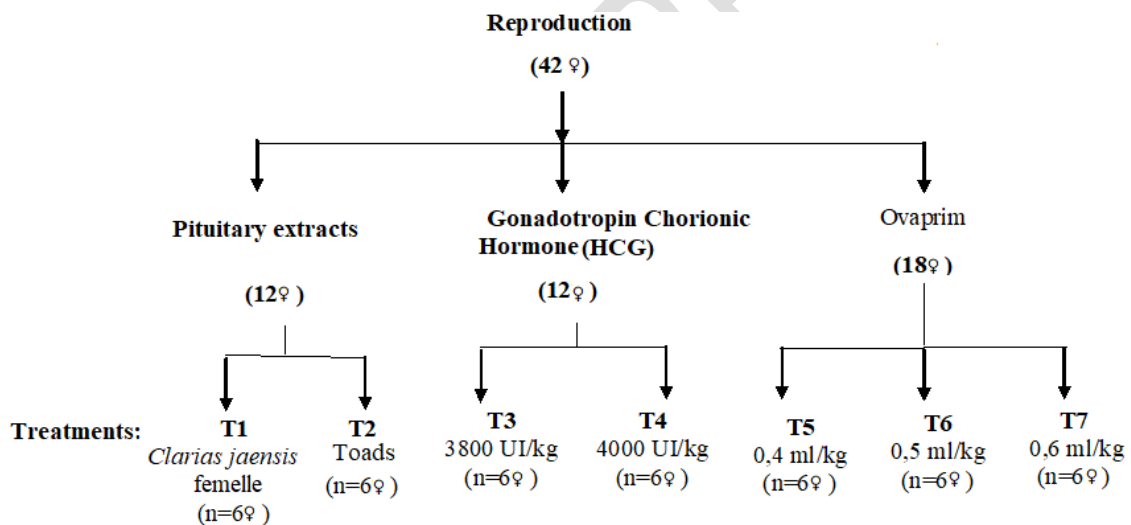 Reproduction
(42 ♀)
Pituitary extracts
(12♀ )
Gonadotropin Chorionic
Hormone (HCG)
(12♀ )
Ovaprim
(18♀ )
Treatments:
T1
Clarias jaensis
femelle
(n=6♀ )
T2
Toads
(n=6♀ )
T3
3800 UI/kg
(n=6♀ )
T4
4000 UI/kg
(n=6♀ )
T5
0,4 ml/kg
(n=6♀ )
T6
0,5 ml/kg
(n=6♀ )
T7
0,6 ml/kg
(n=6♀ )